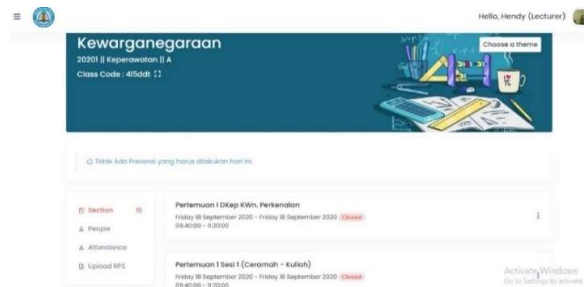 Hello, Hendy (Lecturer)
Kewarganegaraan
Choose a theme
20201 || Keperawatan || A
Class Code : 4l5ddt
Tidak Ada Presensi yang harus dilakukan hari ini.
Section 15
People
Attendance
Upload RPS
Pertemuan I DKep KWn. Perkenalan
Friday 18 September 2020 - Friday 18 September 2020 Closed
09:40:00 - 11:20:00
Pertemuan 1 Sesi 1 (Ceramah - Kuliah)
Friday 18 September 2020 - Friday 18 September 2020 Closed
09:40:00 - 11:20:00
Activate Windows
Go to Settings to activate